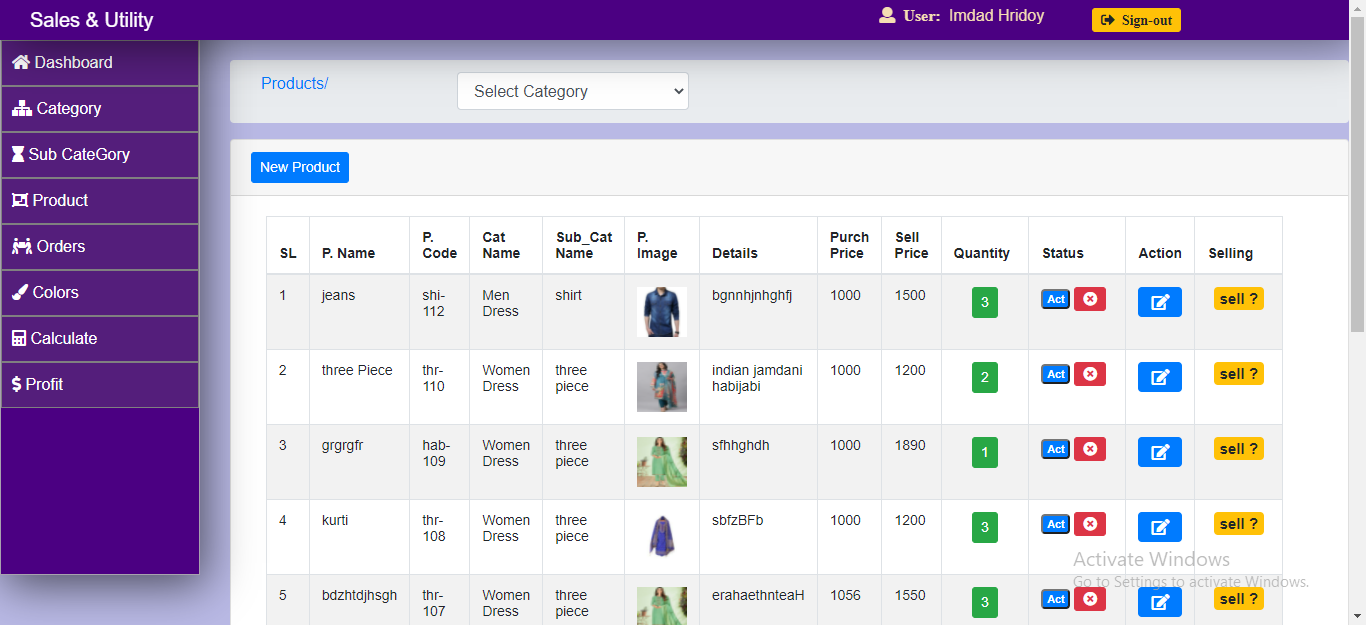 Sales & Utility
User: Imdad Hridoy
Sign-out
Dashboard
Category
Sub CateGory
Product
Orders
Colors
Calculate
Profit
Products/
Select Category
New Product
SL P. Name P. Code Cat Name Sub_Cat Name P. Image Details Purch Price Sell Price Quantity Status Action Selling
1 jeans shi-112 Men Dress shirt bgnnhjnhghfj 1000 1500 3 Act sell ?
2 three Piece thr-110 Women Dress three piece indian jamdani habijabi 1000 1200 2 Act sell ?
3 grgrgfr hab-109 Women Dress three piece sfhhghdh 1000 1890 1 Act sell ?
4 kurti thr-108 Women Dress three piece sbfzBFb 1000 1200 3 Act sell ?
5 bdzhtdjhsgh thr-107 Women Dress three piece erahaethnteaH 1056 1550 3 Act sell ?
Activate Windows
Go to Settings to activate Windows.